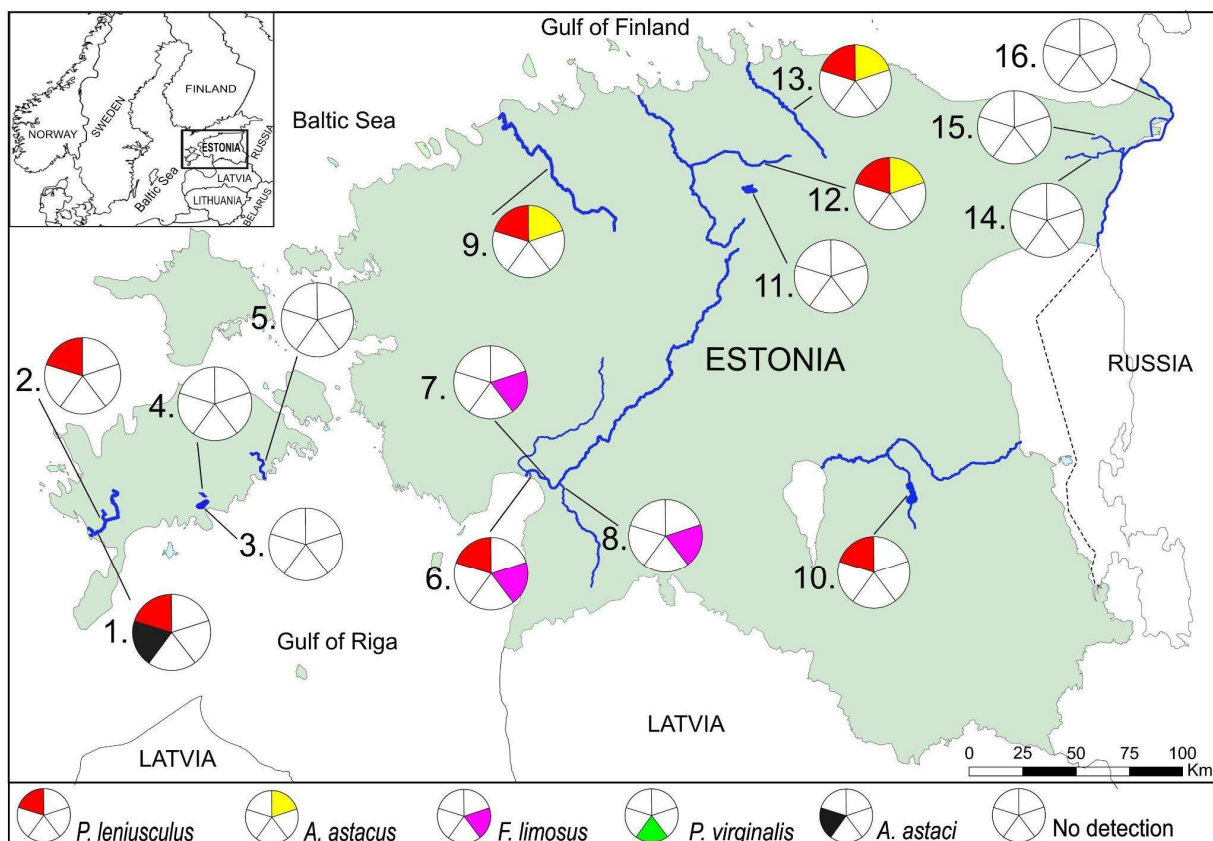 Gulf of Finland
FINLAND
SWEDEN
NORWAY
ESTONIA
RUSSIA
LATVIA
LITHUANIA
BELARUS
Baltic Sea
Baltic Sea
16.
13.
15.
12.
14.
9.
11.
5.
ESTONIA
RUSSIA
2.
4.
7.
3.
8.
6.
10.
1.
Gulf of Riga
LATVIA
LATVIA
0 25 50 75 100
Km
P. leniusculus
A. astacus
F. limosus
P. virginalis
A. astaci
No detection